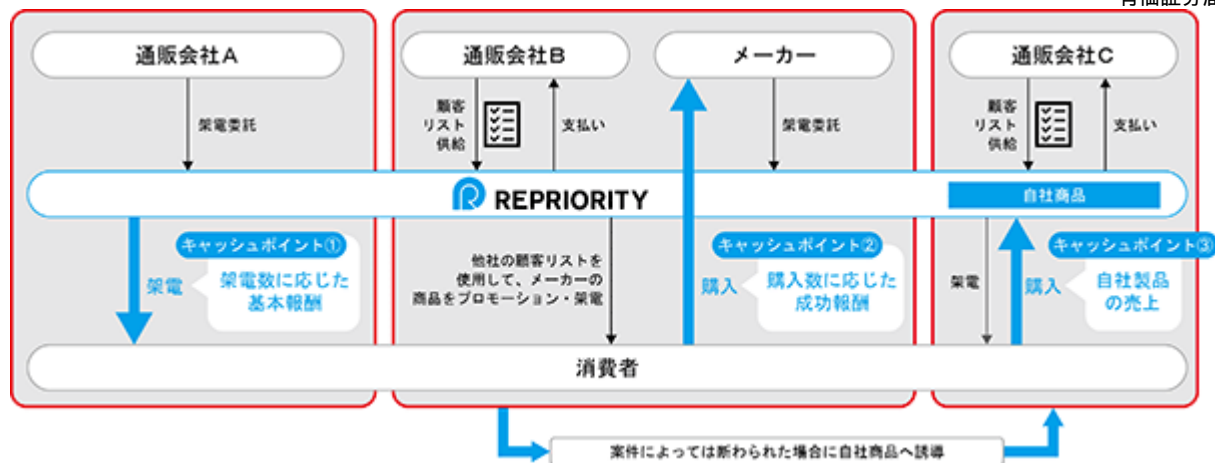 通販会社A
架電委託
通販会社B
メーカー
顧客
リスト
供給
支払い
架電委託
通販会社C
顧客
リスト
供給
支払い
REPRIORITY
自社商品
キャッシュポイント①
架電
架電数に応じた
基本報酬
他社の顧客リストを
使用して、メーカーの
商品をプロモーション・架電
キャッシュポイント②
購入
購入数に応じた
成功報酬
架電
キャッシュポイント③
購入
自社製品
の売上
消費者
案件によっては断わられた場合に自社商品へ誘導